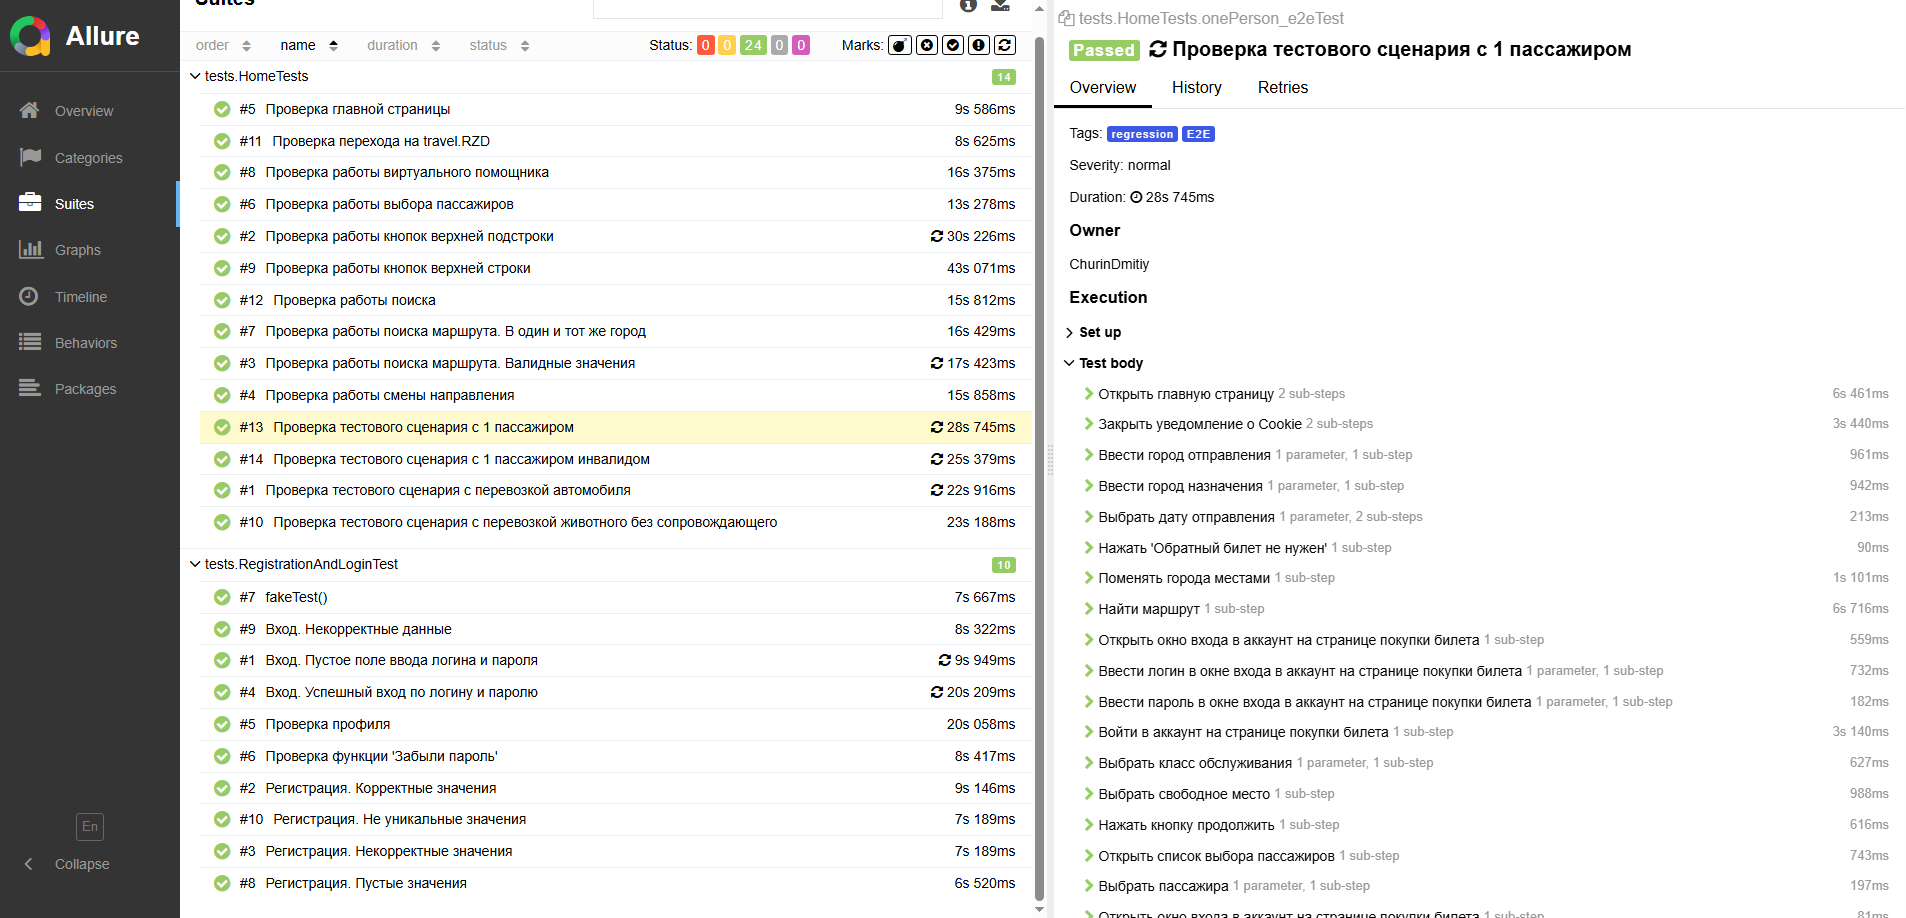 Allure
Overview
Categories
Suites
Graphs
Timeline
Behaviors
Packages
En
Collapse
Suites
order name duration status Status: 0 0 24 0 0 Marks:
tests.HomeTests 14
#5 Проверка главной страницы 9s 586ms
#11 Проверка перехода на travel.RZD 8s 625ms
#8 Проверка работы виртуального помощника 16s 375ms
#6 Проверка работы выбора пассажиров 13s 278ms
#2 Проверка работы кнопок верхней подстроки 30s 226ms
#9 Проверка работы кнопок верхней строки 43s 071ms
#12 Проверка работы поиска 15s 812ms
#7 Проверка работы поиска маршрута. В один и тот же город 16s 429ms
#3 Проверка работы поиска маршрута. Валидные значения 17s 423ms
#4 Проверка работы смены направления 15s 858ms
#13 Проверка тестового сценария с 1 пассажиром 28s 745ms
#14 Проверка тестового сценария с 1 пассажиром инвалидом 25s 379ms
#1 Проверка тестового сценария с перевозкой автомобиля 22s 916ms
#10 Проверка тестового сценария с перевозкой животного без сопровождающего 23s 188ms
tests.RegistrationAndLoginTest 10
#7 fakeTest() 7s 667ms
#9 Вход. Некорректные данные 8s 322ms
#1 Вход. Пустое поле ввода логина и пароля 9s 949ms
#4 Вход. Успешный вход по логину и паролю 20s 209ms
#5 Проверка профиля 20s 058ms
#6 Проверка функции 'Забыли пароль' 8s 417ms
#2 Регистрация. Корректные значения 9s 146ms
#10 Регистрация. Не уникальные значения 7s 189ms
#3 Регистрация. Некорректные значения 7s 189ms
#8 Регистрация. Пустые значения 6s 520ms
tests.HomeTests.onePerson_e2eTest
Passed Проверка тестового сценария с 1 пассажиром
Overview History Retries
Tags: regression E2E
Severity: normal
Duration: 28s 745ms
Owner
ChurinDmitiy
Execution
Set up
Test body
Открыть главную страницу 2 sub-steps 6s 461ms
Закрыть уведомление о Cookie 2 sub-steps 3s 440ms
Ввести город отправления 1 parameter, 1 sub-step 961ms
Ввести город назначения 1 parameter, 1 sub-step 942ms
Выбрать дату отправления 1 parameter, 2 sub-steps 213ms
Нажать 'Обратный билет не нужен' 1 sub-step 90ms
Поменять города местами 1 sub-step 1s 101ms
Найти маршрут 1 sub-step 6s 716ms
Открыть окно входа в аккаунт на странице покупки билета 1 sub-step 559ms
Ввести логин в окне входа в аккаунт на странице покупки билета 1 parameter, 1 sub-step 732ms
Ввести пароль в окне входа в аккаунт на странице покупки билета 1 parameter, 1 sub-step 182ms
Войти в аккаунт на странице покупки билета 1 sub-step 3s 140ms
Выбрать класс обслуживания 1 parameter, 1 sub-step 627ms
Выбрать свободное место 1 sub-step 988ms
Нажать кнопку продолжить 1 sub-step 616ms
Открыть список выбора пассажиров 1 sub-step 743ms
Выбрать пассажира 1 parameter, 1 sub-step 197ms
Открыть окно входа в аккаунт на странице покупки билета 1 sub-step 81ms